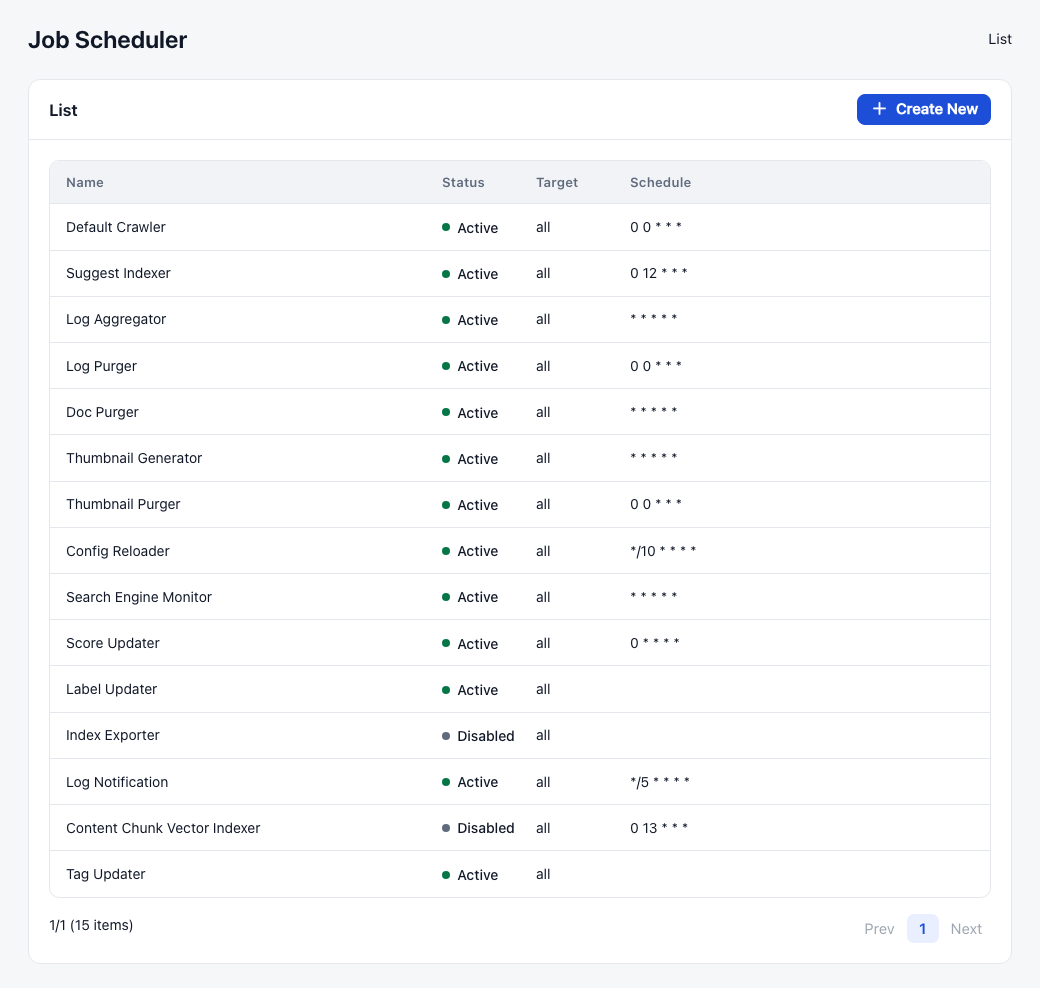 Job Scheduler
List
List
Create New
Name Status Target Schedule
Default Crawler Active all 0 0 * * *
Suggest Indexer Active all 0 12 * * *
Log Aggregator Active all * * * * *
Log Purger Active all 0 0 * * *
Doc Purger Active all * * * * *
Thumbnail Generator Active all * * * * *
Thumbnail Purger Active all 0 0 * * *
Config Reloader Active all */10 * * * *
Search Engine Monitor Active all * * * * *
Score Updater Active all 0 * * * *
Label Updater Active all
Index Exporter Disabled all
Log Notification Active all */5 * * * *
Content Chunk Vector Indexer Disabled all 0 13 * * *
Tag Updater Active all
1/1 (15 items)
Prev 1 Next